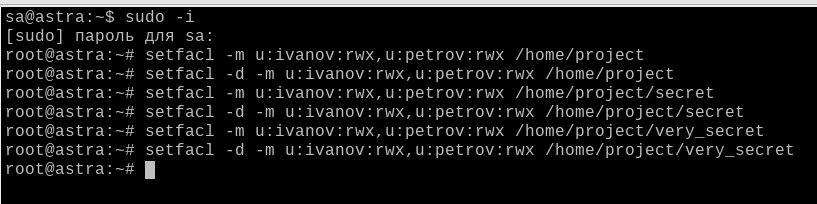 sa@astra:~$ sudo -i
[sudo] пароль для sa:
root@astra:~# setfacl -m u:ivanov:rwx,u:petrov:rwx /home/project
root@astra:~# setfacl -d -m u:ivanov:rwx,u:petrov:rwx /home/project
root@astra:~# setfacl -m u:ivanov:rwx,u:petrov:rwx /home/project/secret
root@astra:~# setfacl -d -m u:ivanov:rwx,u:petrov:rwx /home/project/secret
root@astra:~# setfacl -m u:ivanov:rwx,u:petrov:rwx /home/project/very_secret
root@astra:~# setfacl -d -m u:ivanov:rwx,u:petrov:rwx /home/project/very_secret
root@astra:~#